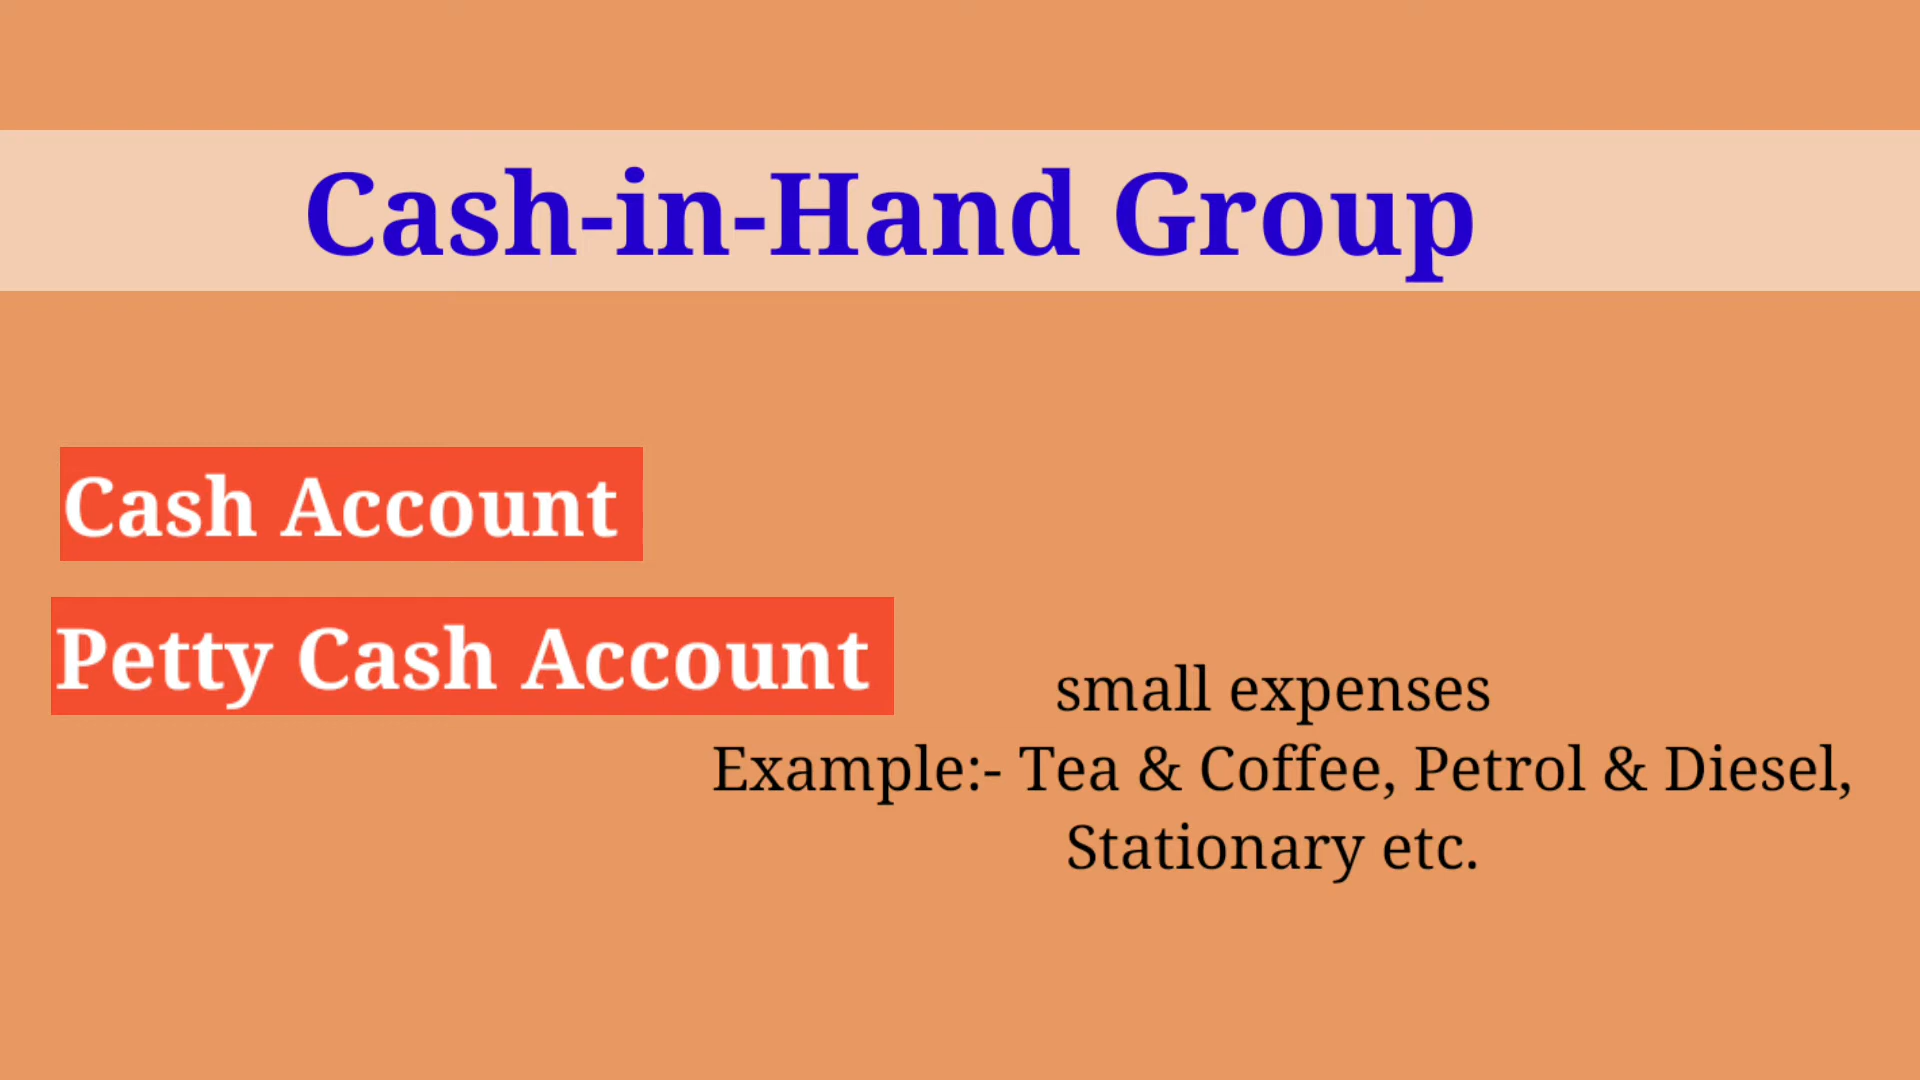 Cash-in-Hand Group
Cash Account
Petty Cash Account
small expenses
Example:- Tea & Coffee, Petrol & Diesel,
Stationary etc.